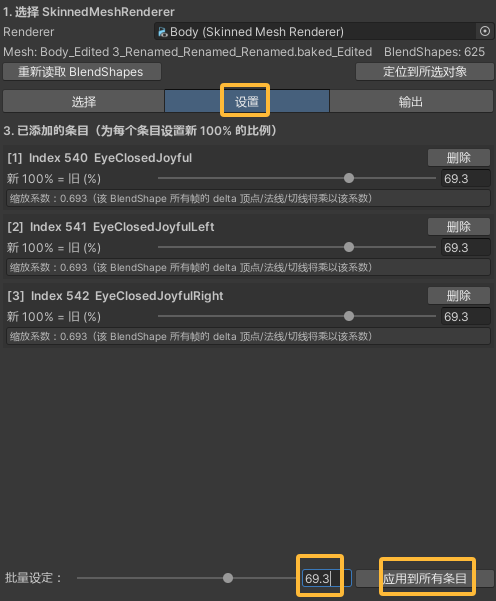 1. 选择 SkinnedMeshRenderer
Renderer Body (Skinned Mesh Renderer)
Mesh: Body_Edited 3_Renamed_Renamed_Renamed.baked_Edited BlendShapes: 625
重新读取 BlendShapes 定位到所选对象
选择 设置 输出
3. 已添加的条目（为每个条目设置新 100% 的比例）
[1] Index 540 EyeClosedJoyful 删除
新 100% = 旧 (%) 69.3
缩放系数：0.693（该 BlendShape 所有帧的 delta 顶点/法线/切线将乘以该系数）
[2] Index 541 EyeClosedJoyfulLeft 删除
新 100% = 旧 (%) 69.3
缩放系数：0.693（该 BlendShape 所有帧的 delta 顶点/法线/切线将乘以该系数）
[3] Index 542 EyeClosedJoyfulRight 删除
新 100% = 旧 (%) 69.3
缩放系数：0.693（该 BlendShape 所有帧的 delta 顶点/法线/切线将乘以该系数）
批量设定： 69.3 应用到所有条目